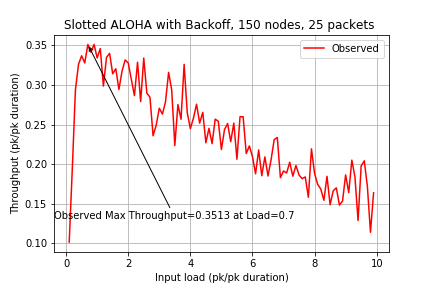 Slotted ALOHA with Backoff, 150 nodes, 25 packets
Observed
Throughput (pk/pk duration)
0.35
0.30
0.25
0.20
0.15
0.10
Observed Max Throughput=0.3513 at Load=0.7
0 2 4 6 8 10
Input load (pk/pk duration)